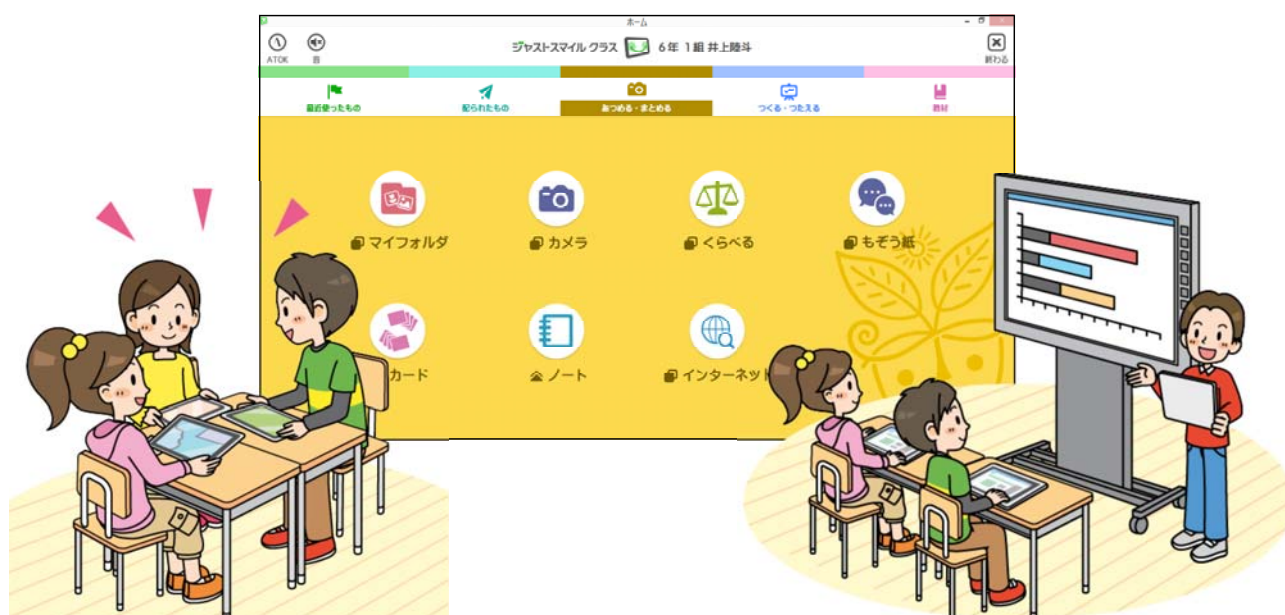 ホーム
ATOK
音
ジャストスマイル クラス
6年 1組 井上陸斗
終わる
最近使ったもの
配られたもの
あつめる・まとめる
つくる・つたえる
教材
マイフォルダ
カメラ
くらべる
もぞう紙
カード
ノート
インターネッ